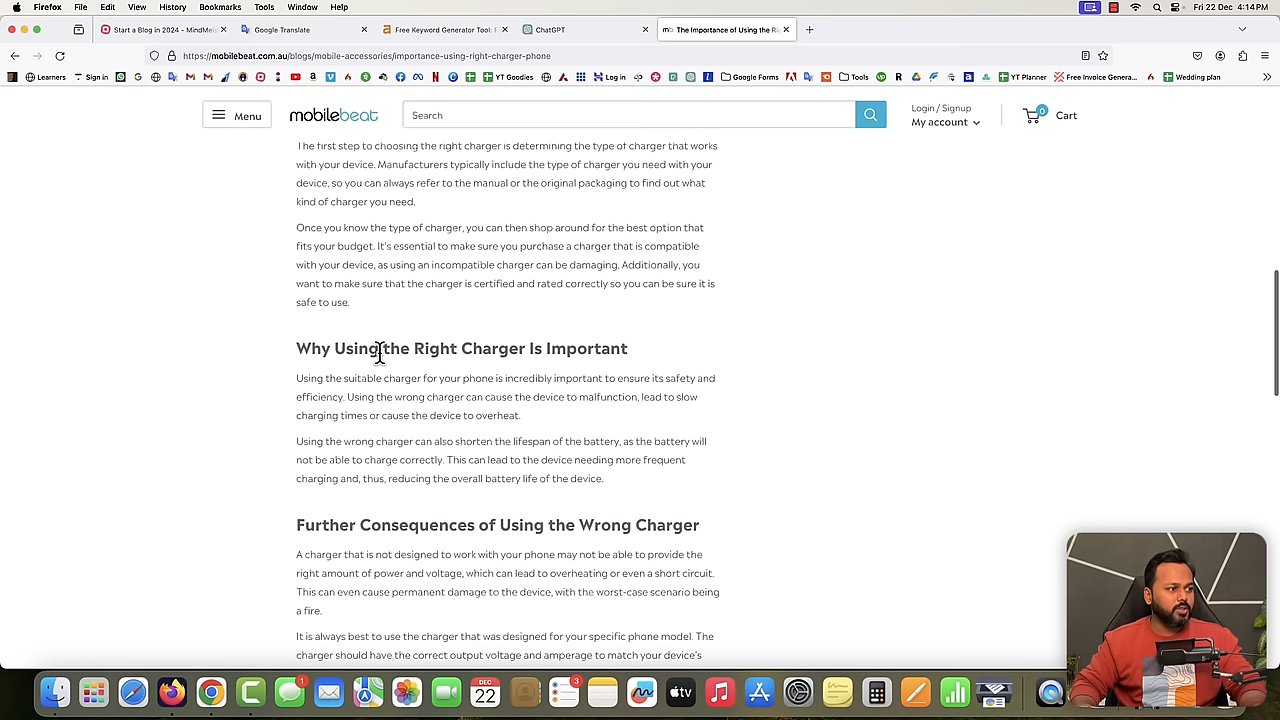 Firefox File Edit View History Bookmarks Tools Window Help Fri 22 Dec 4:14 PM
Start a Blog in 2024 – MindMeis Google Translate Free Keyword Generator Tool: F ChatGPT The Importance of Using the Rig
https://mobilebeat.com.au/blogs/mobile-accessories/importance-using-right-charger-phone
Learners Sign in YT Goodies Log in Google Forms Tools YT Planner Free Invoice Genera... Wedding plan
Menu mobilebeat Search Login / Signup
My account 0 Cart
The first step to choosing the right charger is determining the type of charger that works
with your device. Manufacturers typically include the type of charger you need with your
device, so you can always refer to the manual or the original packaging to find out what
kind of charger you need.
Once you know the type of charger, you can then shop around for the best option that
fits your budget. It's essential to make sure you purchase a charger that is compatible
with your device, as using an incompatible charger can be damaging. Additionally, you
want to make sure that the charger is certified and rated correctly so you can be sure it is
safe to use.
Why Using the Right Charger Is Important
Using the suitable charger for your phone is incredibly important to ensure its safety and
efficiency. Using the wrong charger can cause the device to malfunction, lead to slow
charging times or cause the device to overheat.
Using the wrong charger can also shorten the lifespan of the battery, as the battery will
not be able to charge correctly. This can lead to the device needing more frequent
charging and, thus, reducing the overall battery life of the device.
Further Consequences of Using the Wrong Charger
A charger that is not designed to work with your phone may not be able to provide the
right amount of power and voltage, which can lead to overheating or even a short circuit.
This can even cause permanent damage to the device, with the worst-case scenario being
a fire.
It is always best to use the charger that was designed for your specific phone model. The
charger should have the correct output voltage and amperage to match your device's
1 DEC 22 3 tv